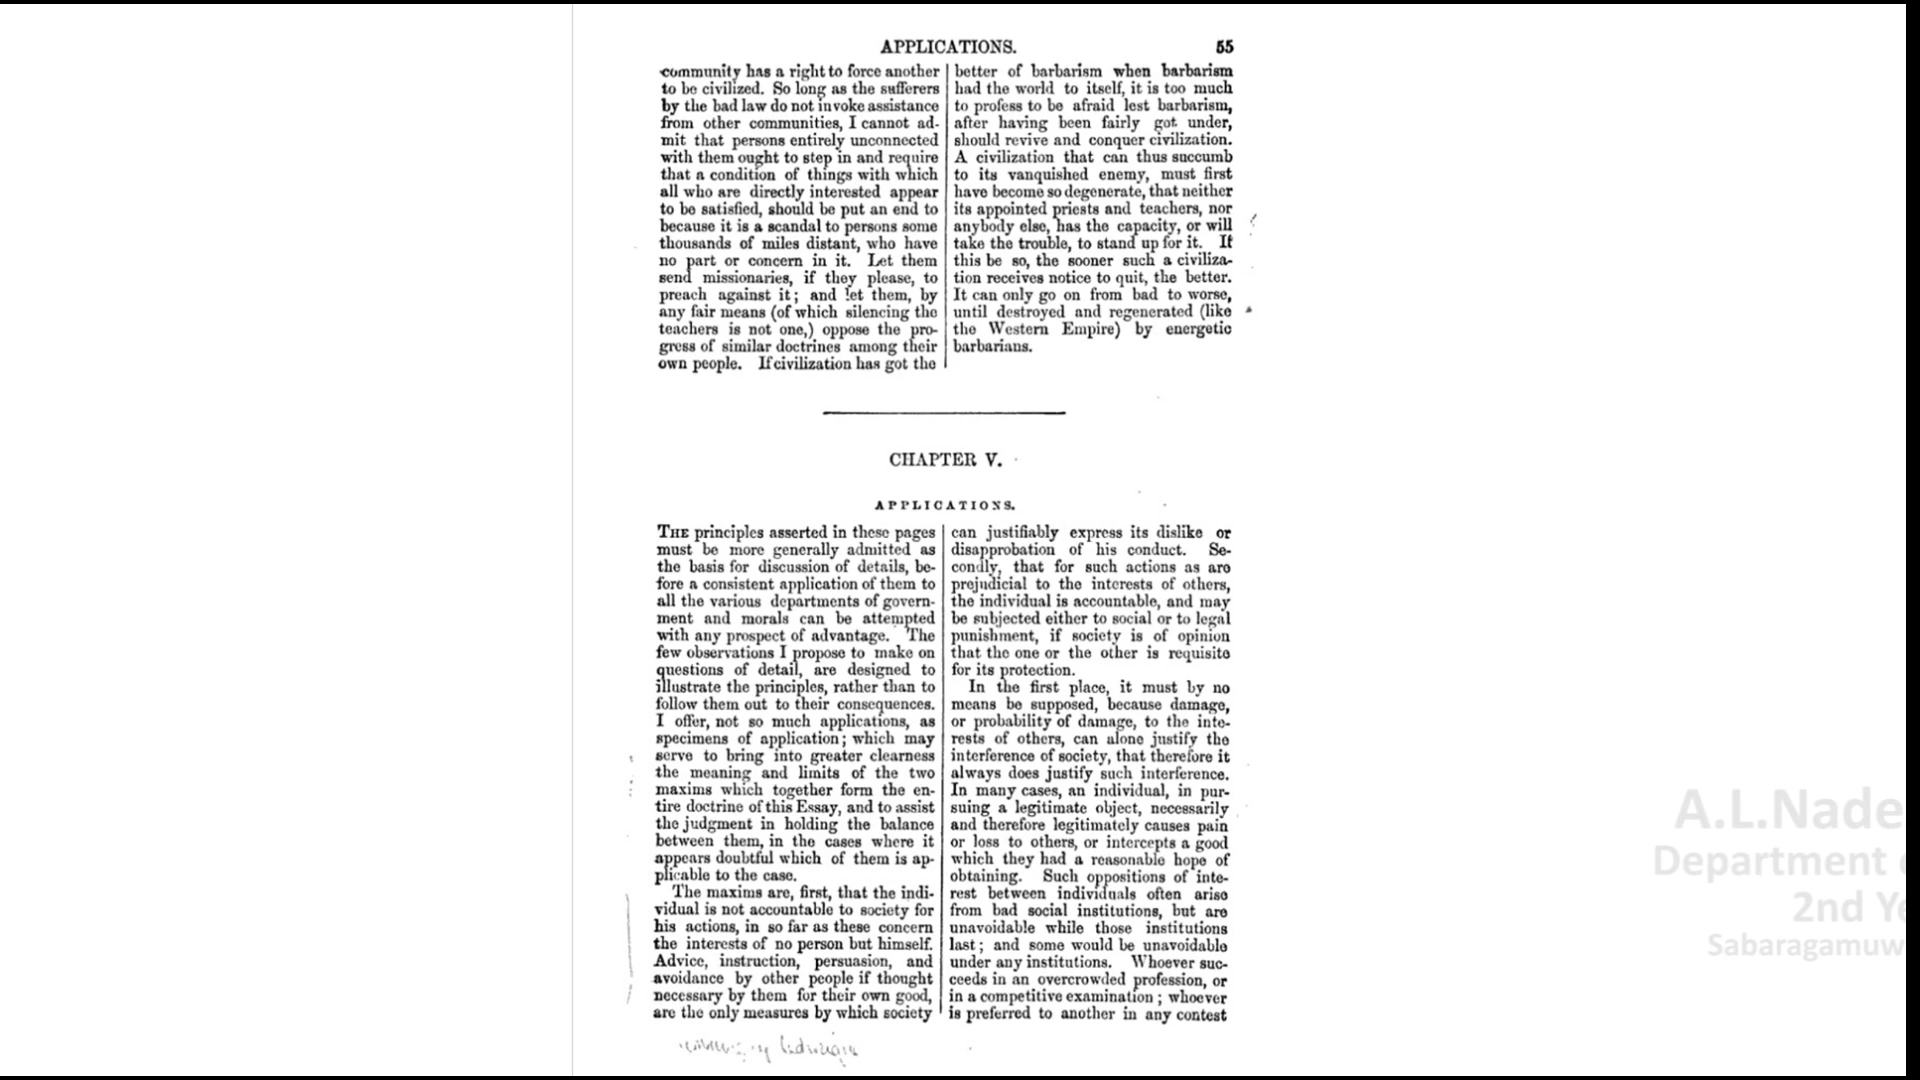 APPLICATIONS. 55
community has a right to force another
to be civilized. So long as the sufferers
by the bad law do not invoke assistance
from other communities, I cannot ad-
mit that persons entirely unconnected
with them ought to step in and require
that a condition of things with which
all who are directly interested appear
to be satisfied, should be put an end to
because it is a scandal to persons some
thousands of miles distant, who have
no part or concern in it. Let them
send missionaries, if they please, to
preach against it; and let them, by
any fair means (of which silencing the
teachers is not one,) oppose the pro-
gress of similar doctrines among their
own people. If civilization has got the
better of barbarism when barbarism
had the world to itself, it is too much
to profess to be afraid lest barbarism,
after having been fairly got under,
should revive and conquer civilization.
A civilization that can thus succumb
to its vanquished enemy, must first
have become so degenerate, that neither
its appointed priests and teachers, nor
anybody else, has the capacity, or will
take the trouble, to stand up for it. If
this be so, the sooner such a civiliza-
tion receives notice to quit, the better.
It can only go on from bad to worse,
until destroyed and regenerated (like
the Western Empire) by energetic
barbarians.
CHAPTER V.
APPLICATIONS.
THE principles asserted in these pages
must be more generally admitted as
the basis for discussion of details, be-
fore a consistent application of them to
all the various departments of govern-
ment and morals can be attempted
with any prospect of advantage. The
few observations I propose to make on
questions of detail, are designed to
illustrate the principles, rather than to
follow them out to their consequences.
I offer, not so much applications, as
specimens of application; which may
serve to bring into greater clearness
the meaning and limits of the two
maxims which together form the en-
tire doctrine of this Essay, and to assist
the judgment in holding the balance
between them, in the cases where it
appears doubtful which of them is ap-
plicable to the case.
The maxims are, first, that the indi-
vidual is not accountable to society for
his actions, in so far as these concern
the interests of no person but himself.
Advice, instruction, persuasion, and
avoidance by other people if thought
necessary by them for their own good,
are the only measures by which society
can justifiably express its dislike or
disapprobation of his conduct. Se-
condly, that for such actions as are
prejudicial to the interests of others,
the individual is accountable, and may
be subjected either to social or to legal
punishment, if society is of opinion
that the one or the other is requisite
for its protection.
In the first place, it must by no
means be supposed, because damage,
or probability of damage, to the inte-
rests of others, can alone justify the
interference of society, that therefore it
always does justify such interference.
In many cases, an individual, in pur-
suing a legitimate object, necessarily
and therefore legitimately causes pain
or loss to others, or intercepts a good
which they had a reasonable hope of
obtaining. Such oppositions of inte-
rest between individuals often arise
from bad social institutions, but are
unavoidable while those institutions
last; and some would be unavoidable
under any institutions. Whoever suc-
ceeds in an overcrowded profession, or
in a competitive examination; whoever
is preferred to another in any contest
A.L.Nade
Department
2nd Ye
Sabaragamuw